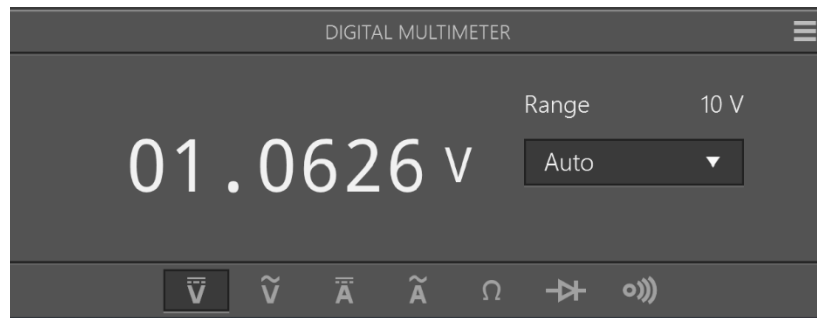 DIGITAL MULTIMETER
Range 10 V
01.0626 V
Auto
V V A A Ω